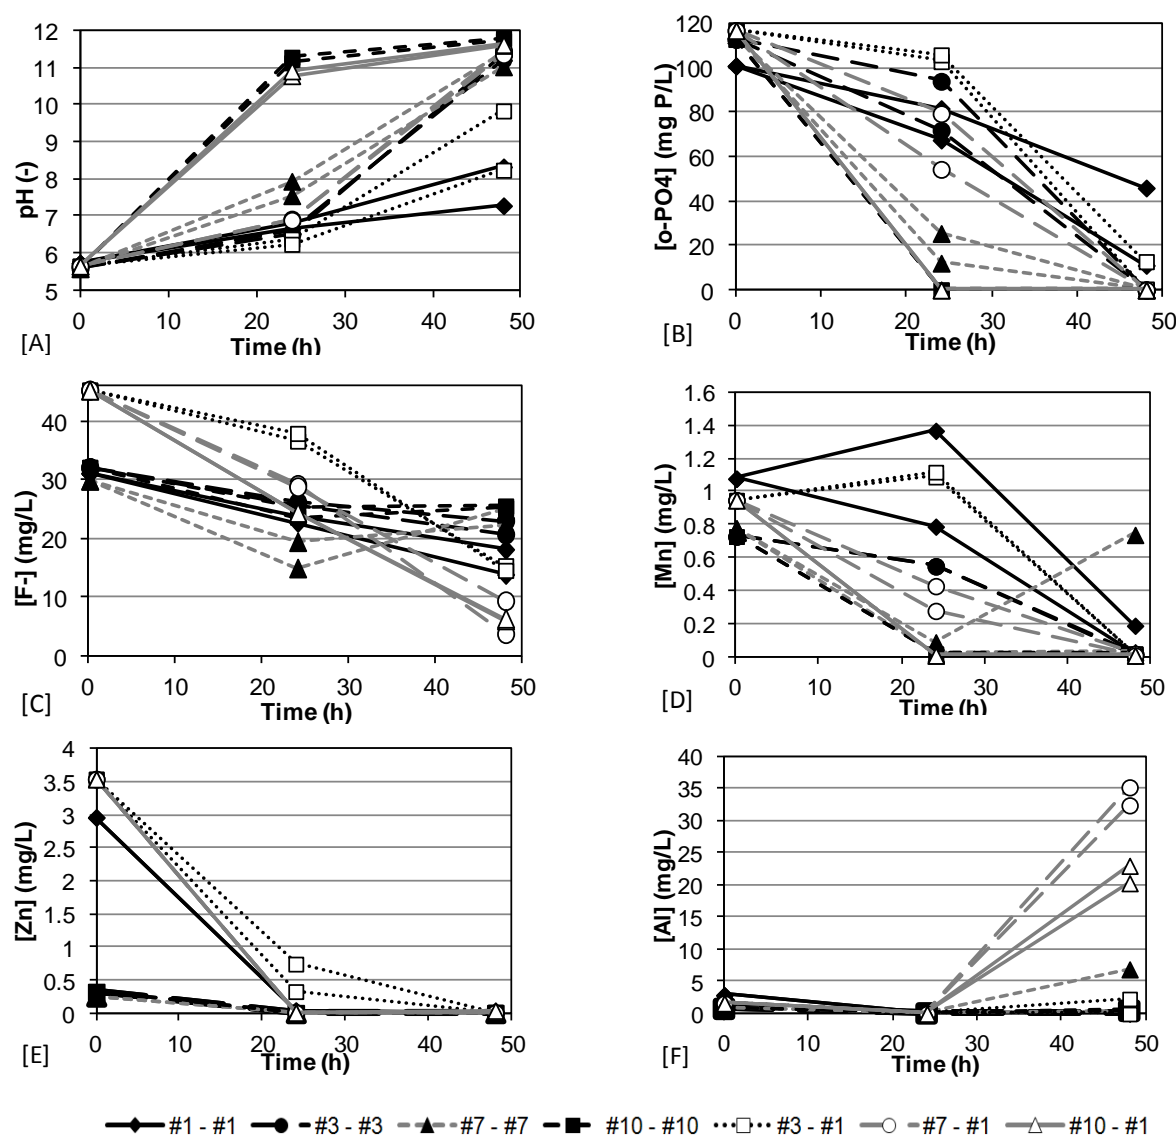 12
11
10
9
8
7
6
5
pH (-)
0 10 20 30 40 50
Time (h)
[A]
120
100
80
60
40
20
0
[o-PO4] (mg P/L)
0 10 20 30 40 50
Time (h)
[B]
40
30
20
10
0
[F-] (mg/L)
0 10 20 30 40 50
Time (h)
[C]
1.6
1.4
1.2
1
0.8
0.6
0.4
0.2
0
[Mn] (mg/L)
0 10 20 30 40 50
Time (h)
[D]
4
3.5
3
2.5
2
1.5
1
0.5
0
[Zn] (mg/L)
0 10 20 30 40 50
Time (h)
[E]
40
35
30
25
20
15
10
5
0
[Al] (mg/L)
0 10 20 30 40 50
Time (h)
[F]
#1 - #1 #3 - #3 #7 - #7 #10 - #10 #3 - #1 #7 - #1 #10 - #1